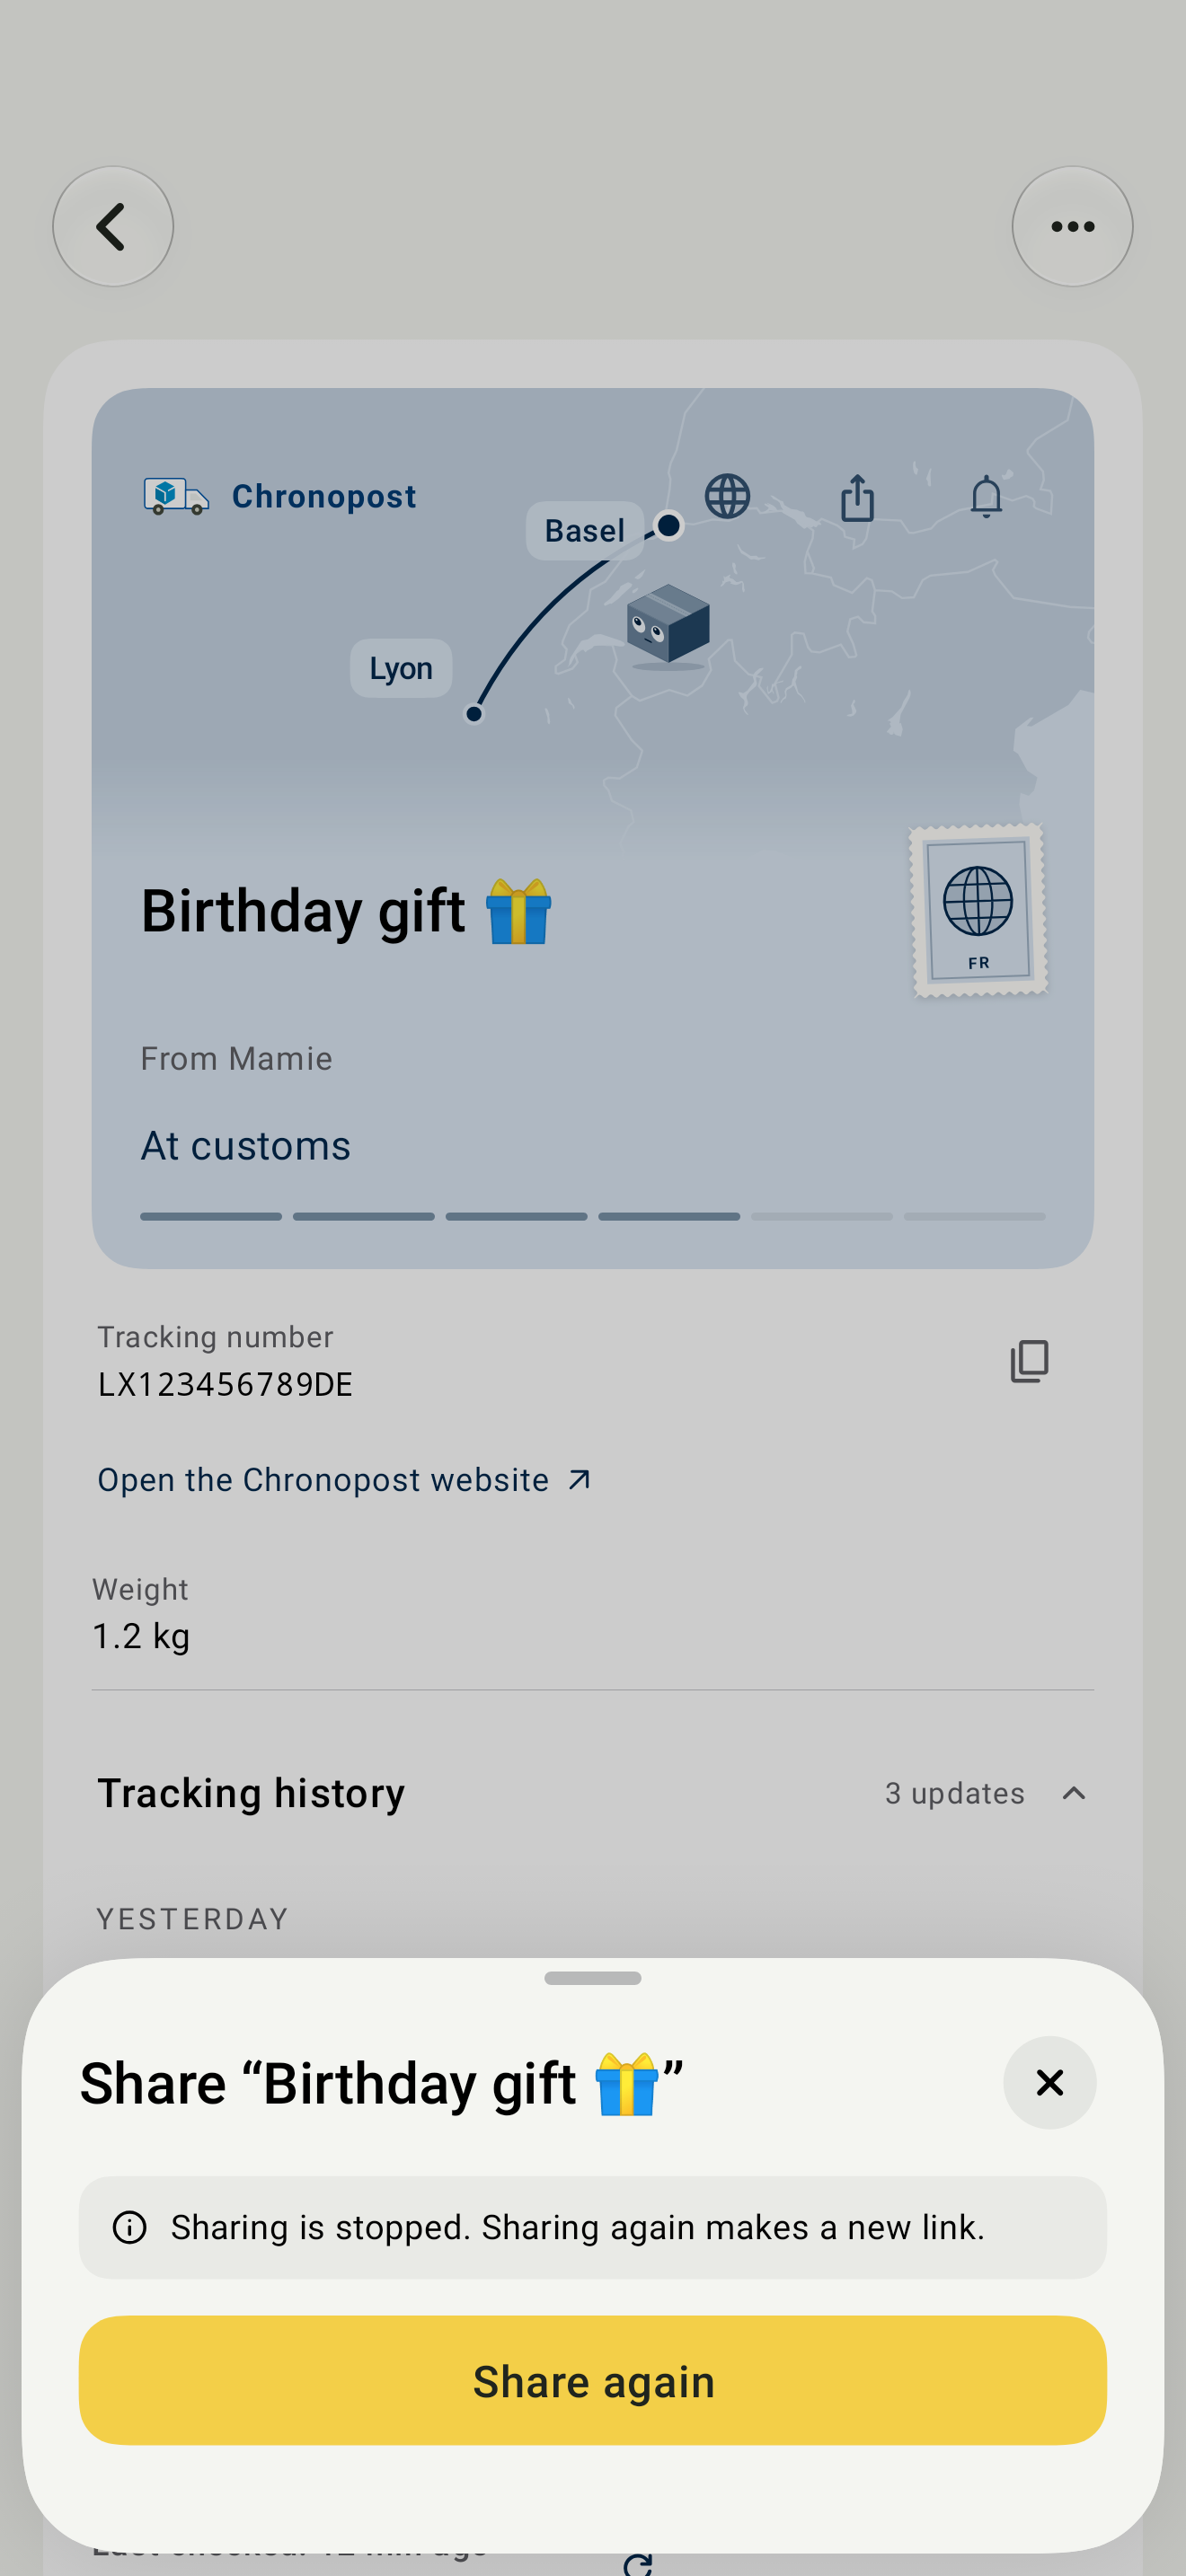 Chronopost
Basel
Lyon
Birthday gift 🎁
FR
From Mamie
At customs
Tracking number
LX123456789DE
Open the Chronopost website
Weight
1.2 kg
Tracking history
3 updates
YESTERDAY
Share “Birthday gift 🎁”
Sharing is stopped. Sharing again makes a new link.
Share again